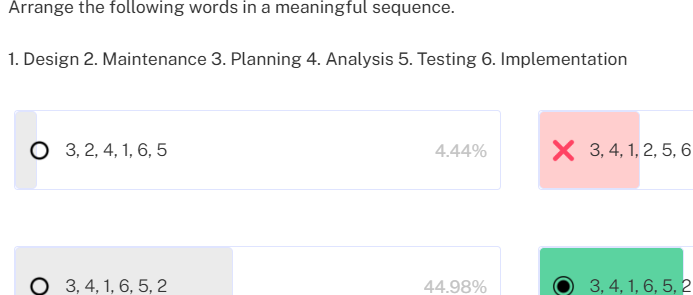 Arrange the following words in a meaningful sequence.
1. Design 2. Maintenance 3. Planning 4. Analysis 5. Testing 6. Implementation
3, 2, 4, 1, 6, 5 4.44% 3, 4, 1, 2, 5, 6
3, 4, 1, 6, 5, 2 44.98% 3, 4, 1, 6, 5, 2